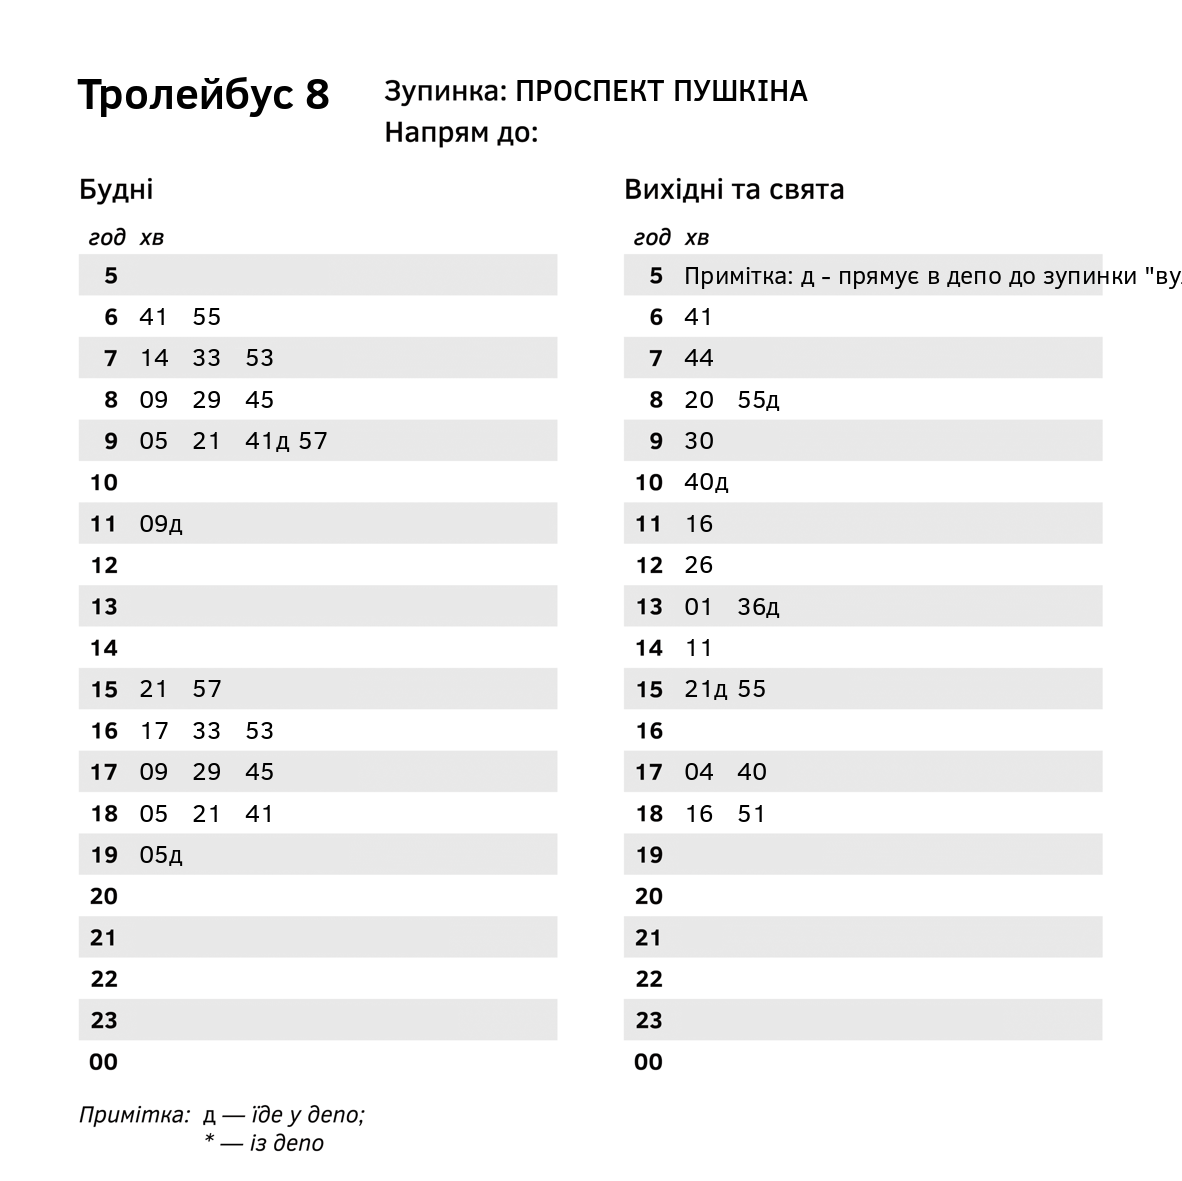 Тролейбус 8
Зупинка: ПРОСПЕКТ ПУШКІНА
Напрям до:
Будні
год хв
5
6 41 55
7 14 33 53
8 09 29 45
9 05 21 41д 57
10
11 09д
12
13
14
15 21 57
16 17 33 53
17 09 29 45
18 05 21 41
19 05д
20
21
22
23
00
Вихідні та свята
год хв
5 Примітка: д - прямує в депо до зупинки "ву
6 41
7 44
8 20 55д
9 30
10 40д
11 16
12 26
13 01 36д
14 11
15 21д 55
16
17 04 40
18 16 51
19
20
21
22
23
00
Примітка: д — їде у депо;
* — із депо